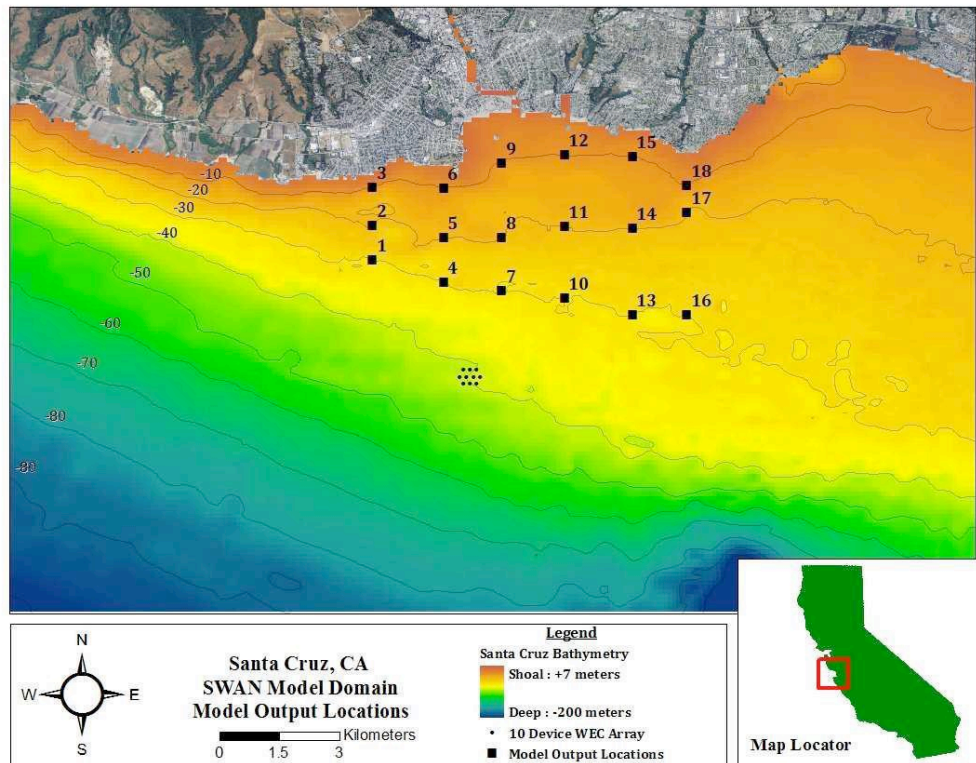 12
9
15
3
6
18
-10
-20
17
-30
2
5
8
11
14
-40
1
-50
4
7
10
13
16
-60
-70
-80
-90
N
W
E
S
Santa Cruz, CA
SWAN Model Domain
Model Output Locations
Kilometers
0
1.5
3
Legend
Santa Cruz Bathymetry
Shoal : +7 meters
Deep : -200 meters
10 Device WEC Array
Model Output Locations
Map Locator